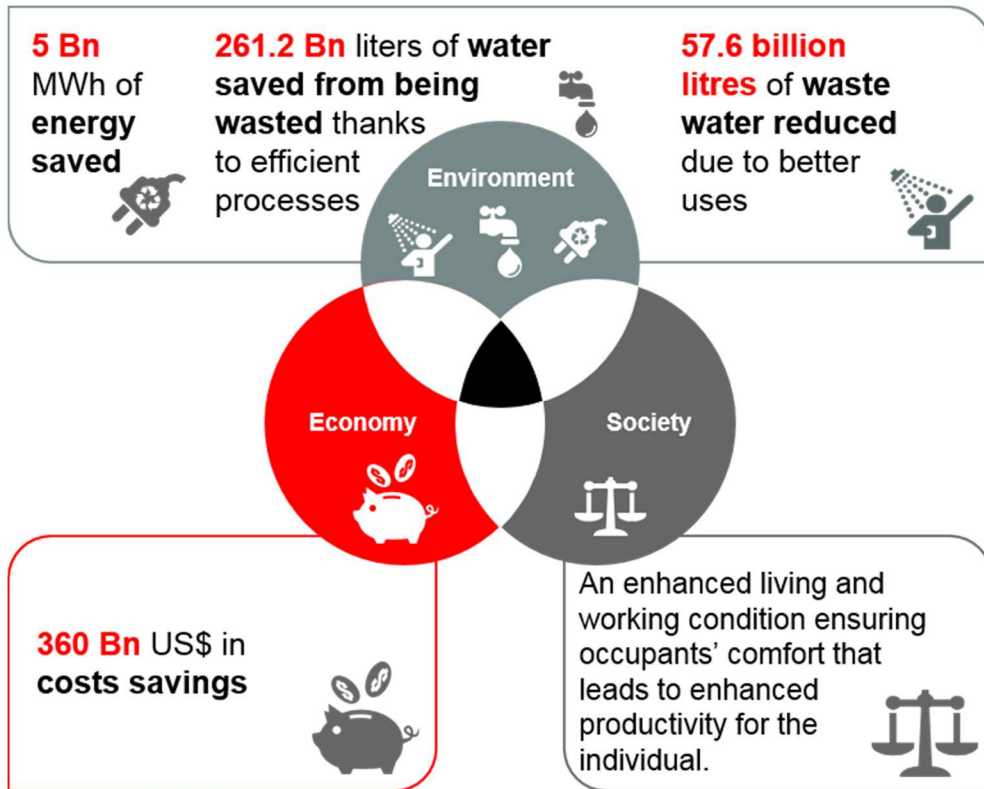 5 Bn
MWh of
energy
saved
261.2 Bn liters of water
saved from being
wasted thanks
to efficient
processes
57.6 billion
litres of waste
water reduced
due to better
uses
Environment
Economy
Society
360 Bn US$ in
costs savings
An enhanced living and
working condition ensuring
occupants’ comfort that
leads to enhanced
productivity for the
individual.